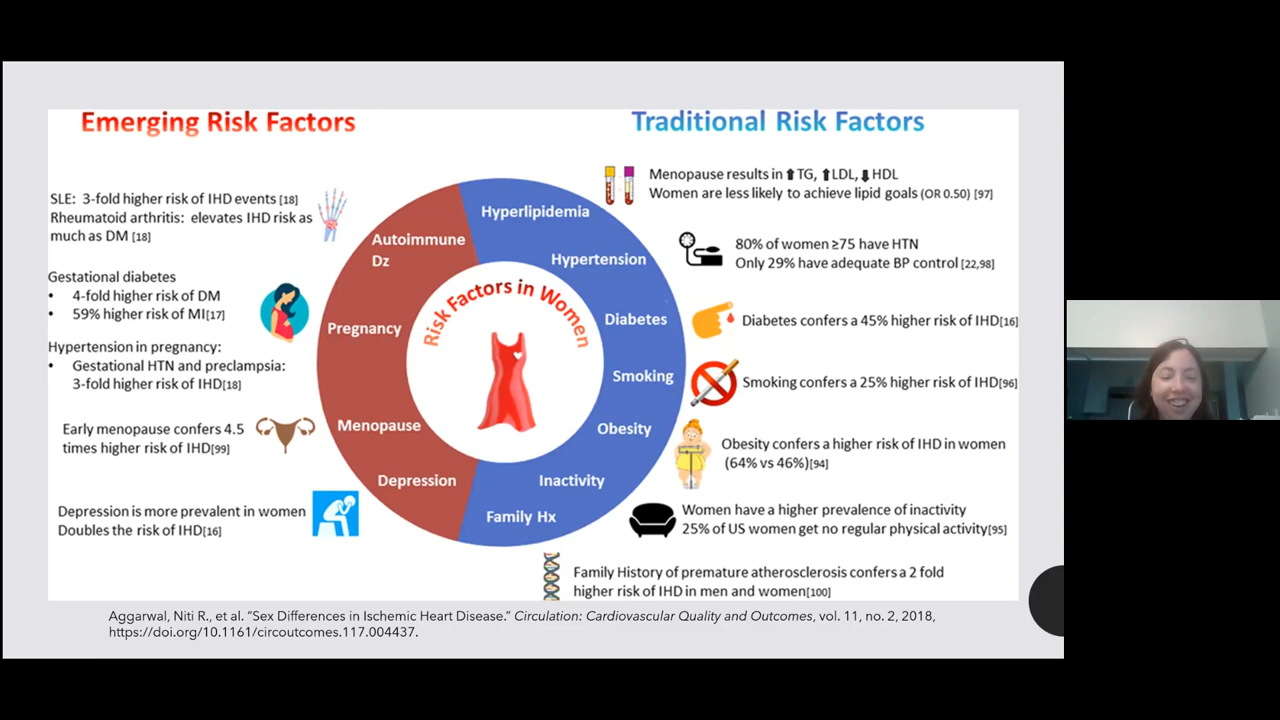 Emerging Risk Factors
SLE: 3-fold higher risk of IHD events [18]
Rheumatoid arthritis: elevates IHD risk as
much as DM [18]
Gestational diabetes
• 4-fold higher risk of DM
• 59% higher risk of MI[17]
Hypertension in pregnancy:
• Gestational HTN and preclampsia:
3-fold higher risk of IHD[18]
Early menopause confers 4.5
times higher risk of IHD[99]
Depression is more prevalent in women
Doubles the risk of IHD[16]
Autoimmune
Dz
Pregnancy
Menopause
Depression
Risk Factors in Women
Hyperlipidemia
Hypertension
Diabetes
Smoking
Obesity
Inactivity
Family Hx
Traditional Risk Factors
Menopause results in ⬆TG, ⬆LDL, ⬇HDL
Women are less likely to achieve lipid goals (OR 0.50) [97]
80% of women ≥75 have HTN
Only 29% have adequate BP control [22,98]
Diabetes confers a 45% higher risk of IHD[16]
Smoking confers a 25% higher risk of IHD[96]
Obesity confers a higher risk of IHD in women
(64% vs 46%)[94]
Women have a higher prevalence of inactivity
25% of US women get no regular physical activity[95]
Family History of premature atherosclerosis confers a 2 fold
higher risk of IHD in men and women[100]
Aggarwal, Niti R., et al. “Sex Differences in Ischemic Heart Disease.” Circulation: Cardiovascular Quality and Outcomes, vol. 11, no. 2, 2018,
https://doi.org/10.1161/circoutcomes.117.004437.